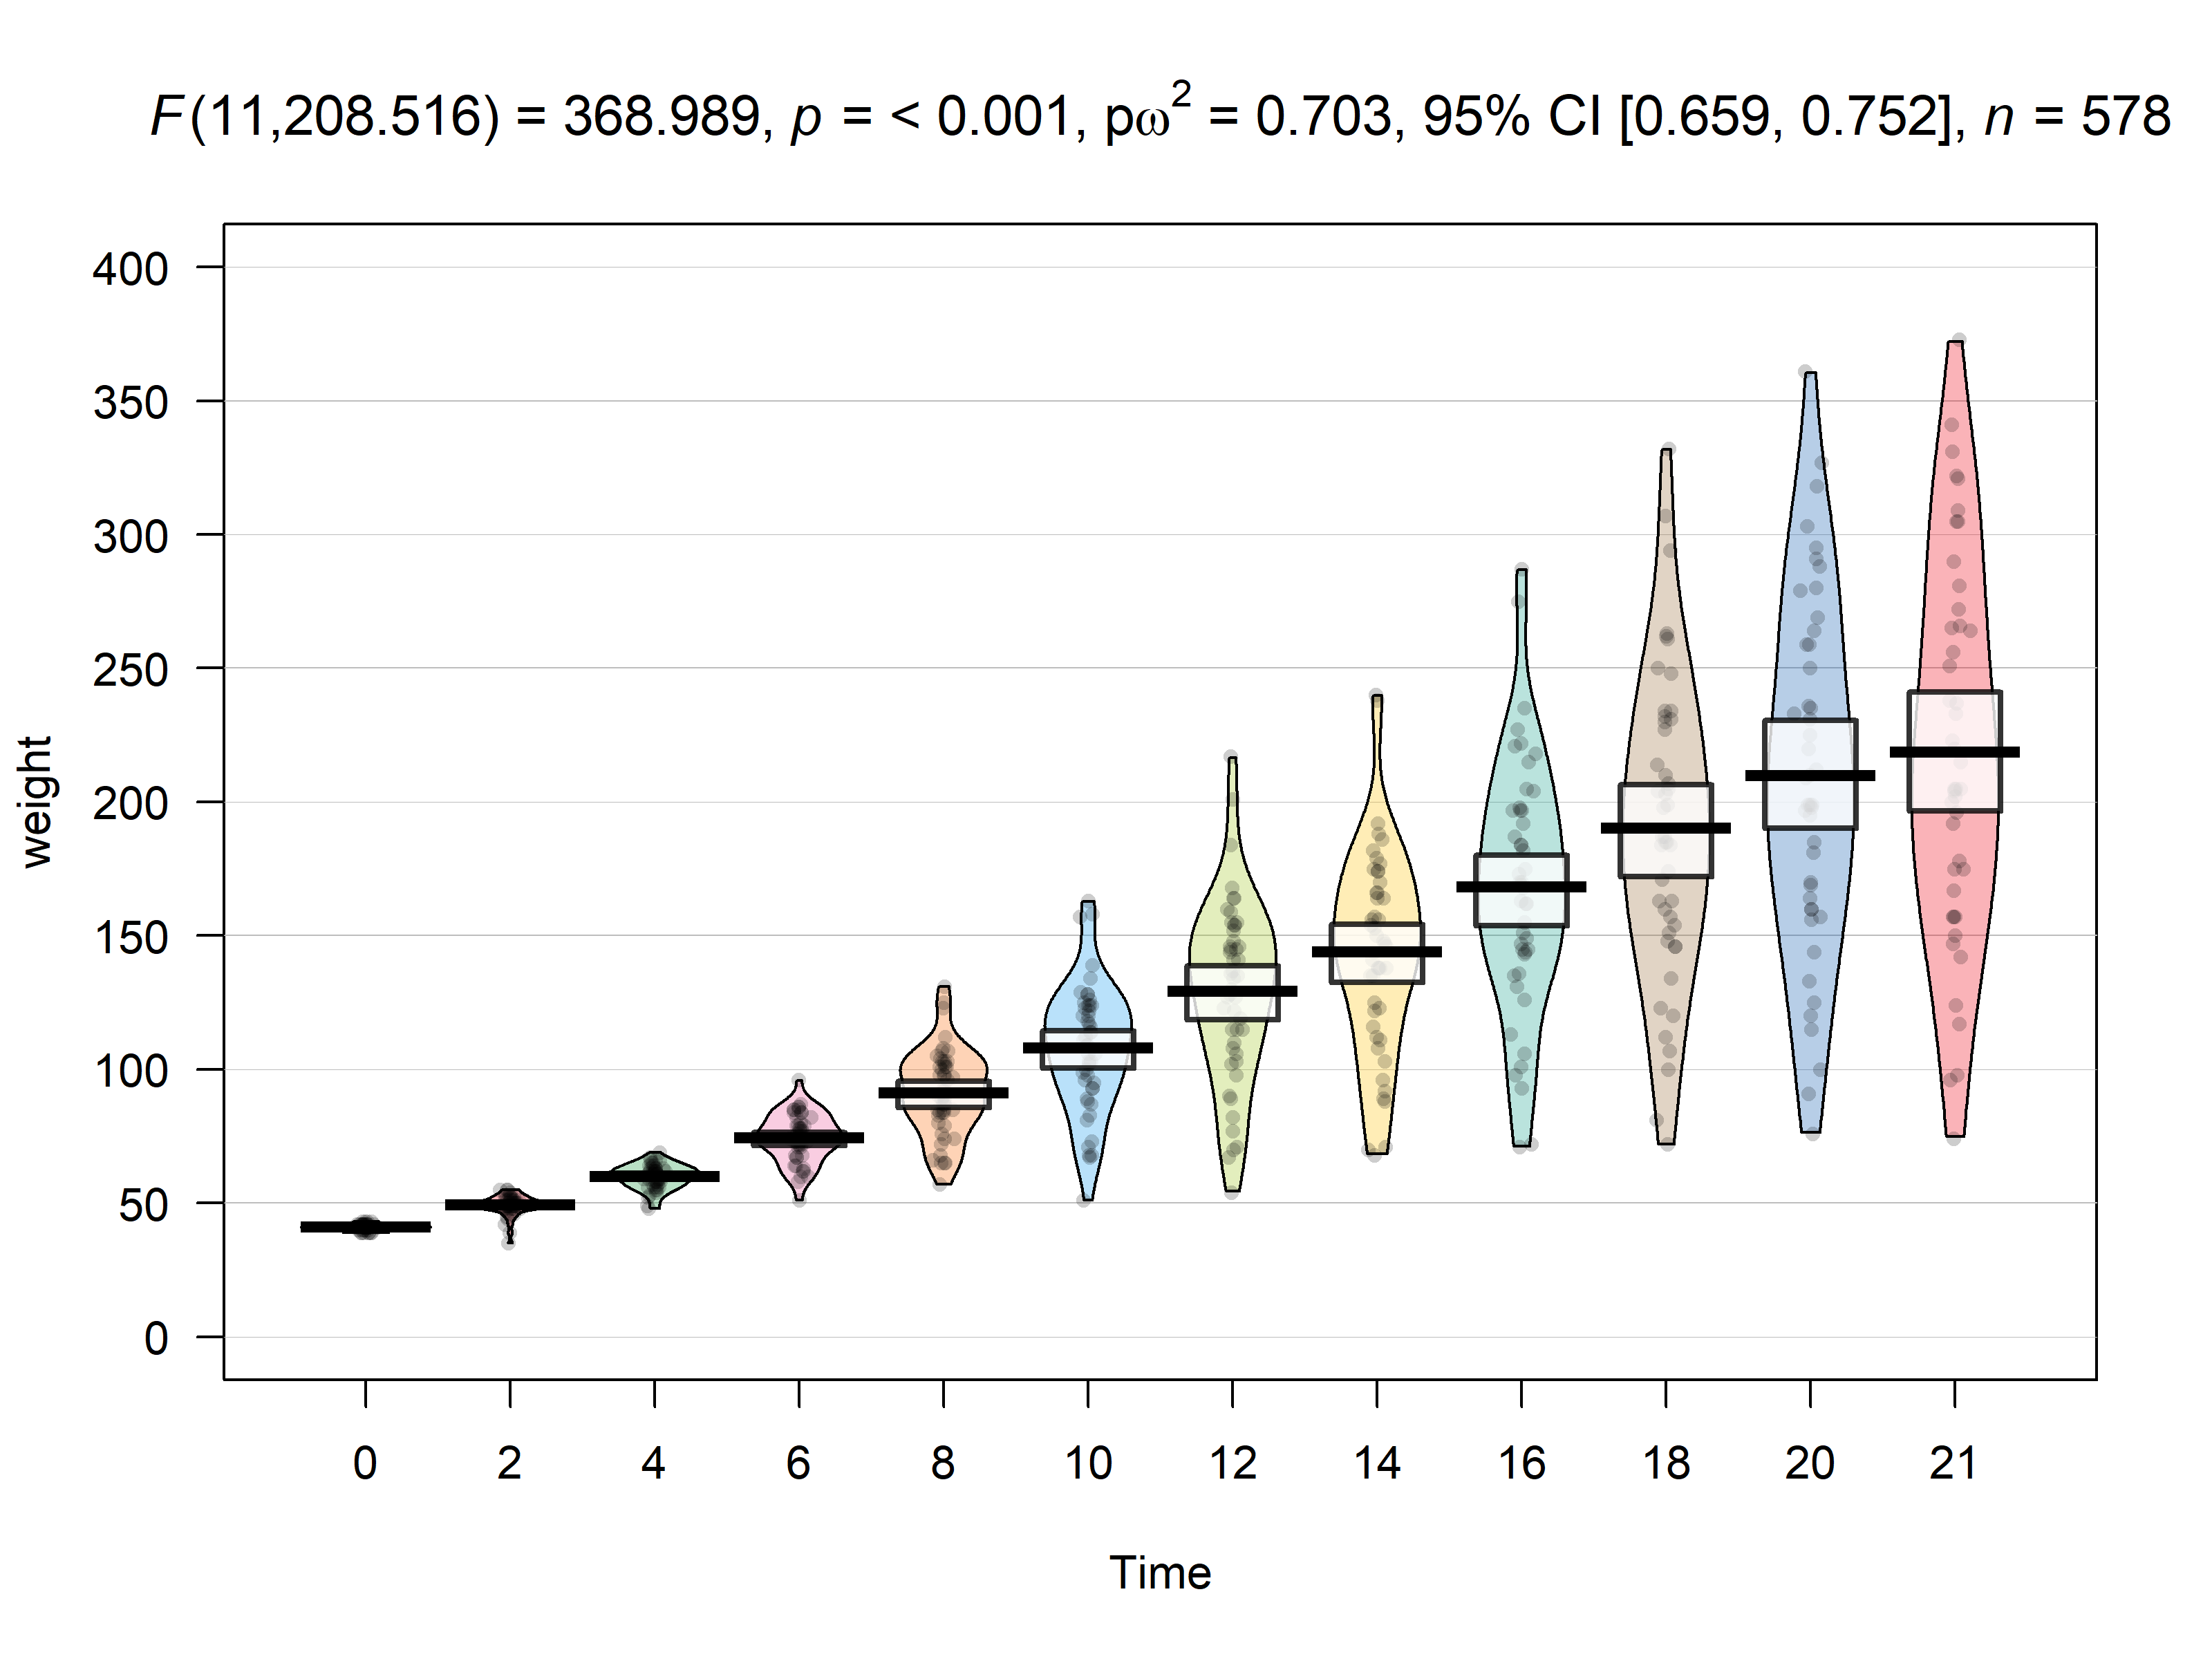 F(11,208.516) = 368.989, p = < 0.001, pω² = 0.703, 95% CI [0.659, 0.752], n = 578
400
350
300
250
200
150
100
50
0
weight
0 2 4 6 8 10 12 14 16 18 20 21
Time